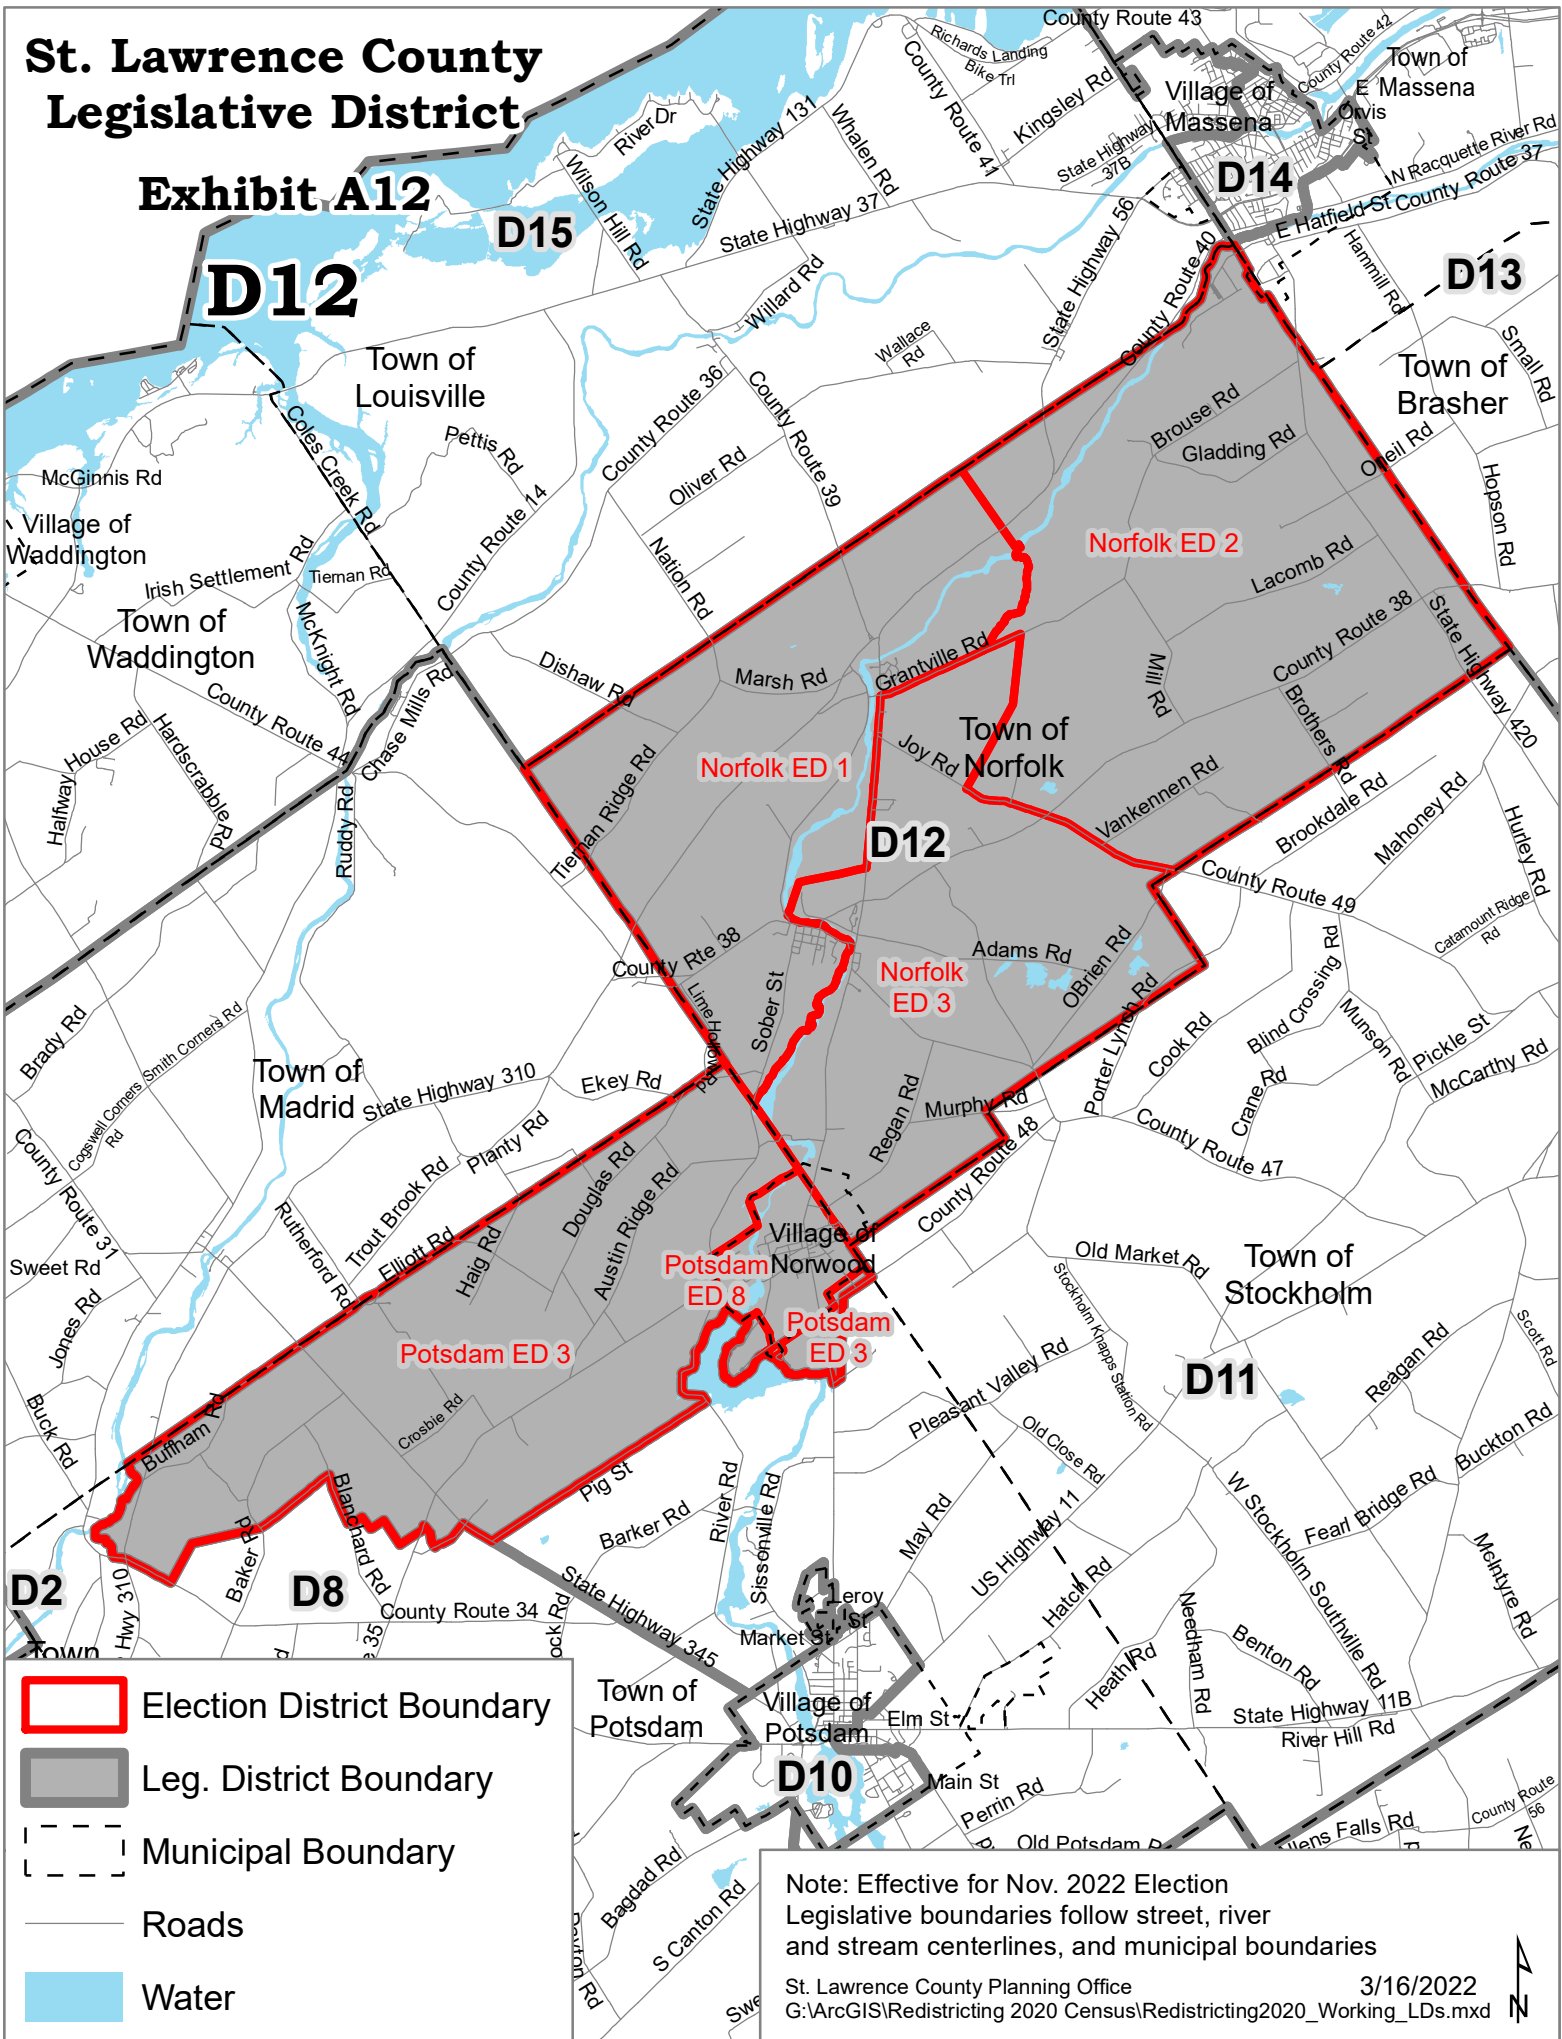 St. Lawrence County
Legislative District
Exhibit A12
D12
D15
D14
D13
County Route 43
Richards Landing
Bike Trl
County Route 41
Kingsley Rd
Village of
Massena
County Route 42
Town of
Massena
E
Orvis
St
N Racquette River Rd
County Route 37
E Hatfield St
State Highway
37B
River Dr
State Highway 131
Whalen Rd
Wilson Hill Rd
State Highway 37
State Highway 56
County Route 40
Hammill Rd
Willard Rd
Wallace
Rd
Small Rd
Town of
Louisville
Town of
Brasher
County Route 36
County Route 39
Brouse Rd
Gladding Rd
Oneil Rd
Coles Creek Rd
Pettis Rd
McGinnis Rd
Oliver Rd
Hopson Rd
Village of
Waddington
County Route 14
Norfolk ED 2
Irish Settlement Rd
Tiernan Rd
Nation Rd
Lacomb Rd
County Route 38
State Highway 420
Town of
Waddington
McKnight Rd
Dishaw Rd
Marsh Rd
Grantville Rd
Mill Rd
Brothers Rd
County Route 44
Chase Mills Rd
House Rd
Halfway
Hardscrabble Rd
Town of
Norfolk
Joy Rd
Norfolk ED 1
Tiernan Ridge Rd
Vankennen Rd
Brookdale Rd
Mahoney Rd
Hurley Rd
Ruddy Rd
D12
County Route 49
Catamount Ridge
Rd
County Rte 38
Adams Rd
OBrien Rd
Norfolk
ED 3
Sober St
Lime Hollow Rd
Porter Lynch Rd
Cook Rd
Blind Crossing Rd
Munson Rd
Pickle St
McCarthy Rd
Brady Rd
Cogswell Corners
Rd
Smith Corners Rd
Town of
Madrid
State Highway 310
Ekey Rd
Regan Rd
Murphy Rd
Crane Rd
County Route 47
County Route 48
County Route 31
Planty Rd
Trout Brook Rd
Douglas Rd
Austin Ridge Rd
Rutherford Rd
Elliott Rd
Haig Rd
Village of
Norwood
Old Market Rd
Town of
Stockholm
Sweet Rd
Potsdam
ED 8
Stockholm Knapps Station Rd
Jones Rd
Potsdam
ED 3
Potsdam ED 3
Scott Rd
Reagan Rd
D11
Pleasant Valley Rd
Buck Rd
Buffham Rd
Crosbie Rd
Old Close Rd
Buckton Rd
Pig St
River Rd
Sissonville Rd
Barker Rd
Blanchard Rd
Baker Rd
May Rd
US Highway 11
W Stockholm Southville Rd
Fearl Bridge Rd
McIntyre Rd
D2
D8
Hwy 310
County Route 34
State Highway 345
Leroy
St
Market St
Hatch Rd
Needham Rd
Benton Rd
Heath Rd
Town
e 35
ock Rd
d
Town of
Potsdam
Village of
Potsdam
Elm St
State Highway 11B
River Hill Rd
D10
Main St
Perrin Rd
County Route
56
Old Potsdam P
llens Falls Rd
Ne
Bagdad Rd
S Canton Rd
Dayton Rd
Swe
Election District Boundary
Leg. District Boundary
Municipal Boundary
Roads
Water
Note: Effective for Nov. 2022 Election
Legislative boundaries follow street, river
and stream centerlines, and municipal boundaries
St. Lawrence County Planning Office 3/16/2022
G:\ArcGIS\Redistricting 2020 Census\Redistricting2020_Working_LDs.mxd
N